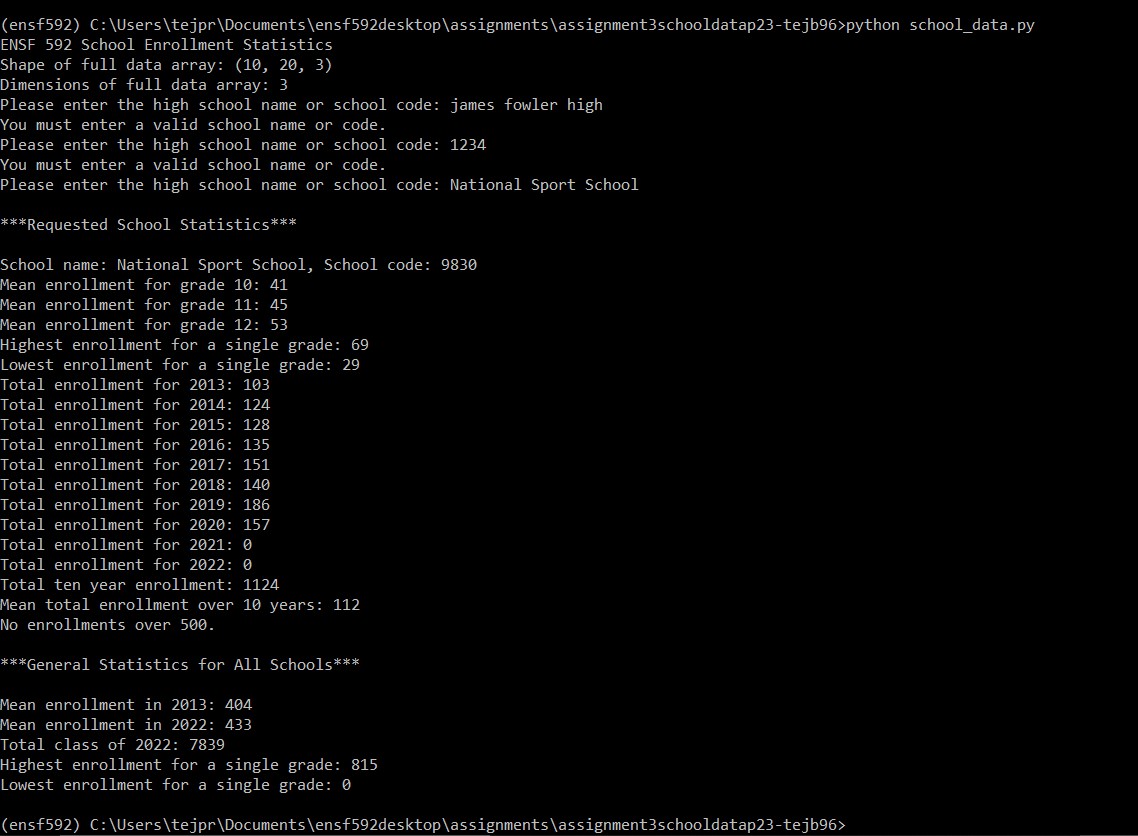 (ensf592) C:\Users\tejpr\Documents\ensf592desktop\assignments\assignment3schooldatap23-tejb96>python school_data.py
ENSF 592 School Enrollment Statistics
Shape of full data array: (10, 20, 3)
Dimensions of full data array: 3
Please enter the high school name or school code: james fowler high
You must enter a valid school name or code.
Please enter the high school name or school code: 1234
You must enter a valid school name or code.
Please enter the high school name or school code: National Sport School
***Requested School Statistics***
School name: National Sport School, School code: 9830
Mean enrollment for grade 10: 41
Mean enrollment for grade 11: 45
Mean enrollment for grade 12: 53
Highest enrollment for a single grade: 69
Lowest enrollment for a single grade: 29
Total enrollment for 2013: 103
Total enrollment for 2014: 124
Total enrollment for 2015: 128
Total enrollment for 2016: 135
Total enrollment for 2017: 151
Total enrollment for 2018: 140
Total enrollment for 2019: 186
Total enrollment for 2020: 157
Total enrollment for 2021: 0
Total enrollment for 2022: 0
Total ten year enrollment: 1124
Mean total enrollment over 10 years: 112
No enrollments over 500.
***General Statistics for All Schools***
Mean enrollment in 2013: 404
Mean enrollment in 2022: 433
Total class of 2022: 7839
Highest enrollment for a single grade: 815
Lowest enrollment for a single grade: 0
(ensf592) C:\Users\tejpr\Documents\ensf592desktop\assignments\assignment3schooldatap23-tejb96>